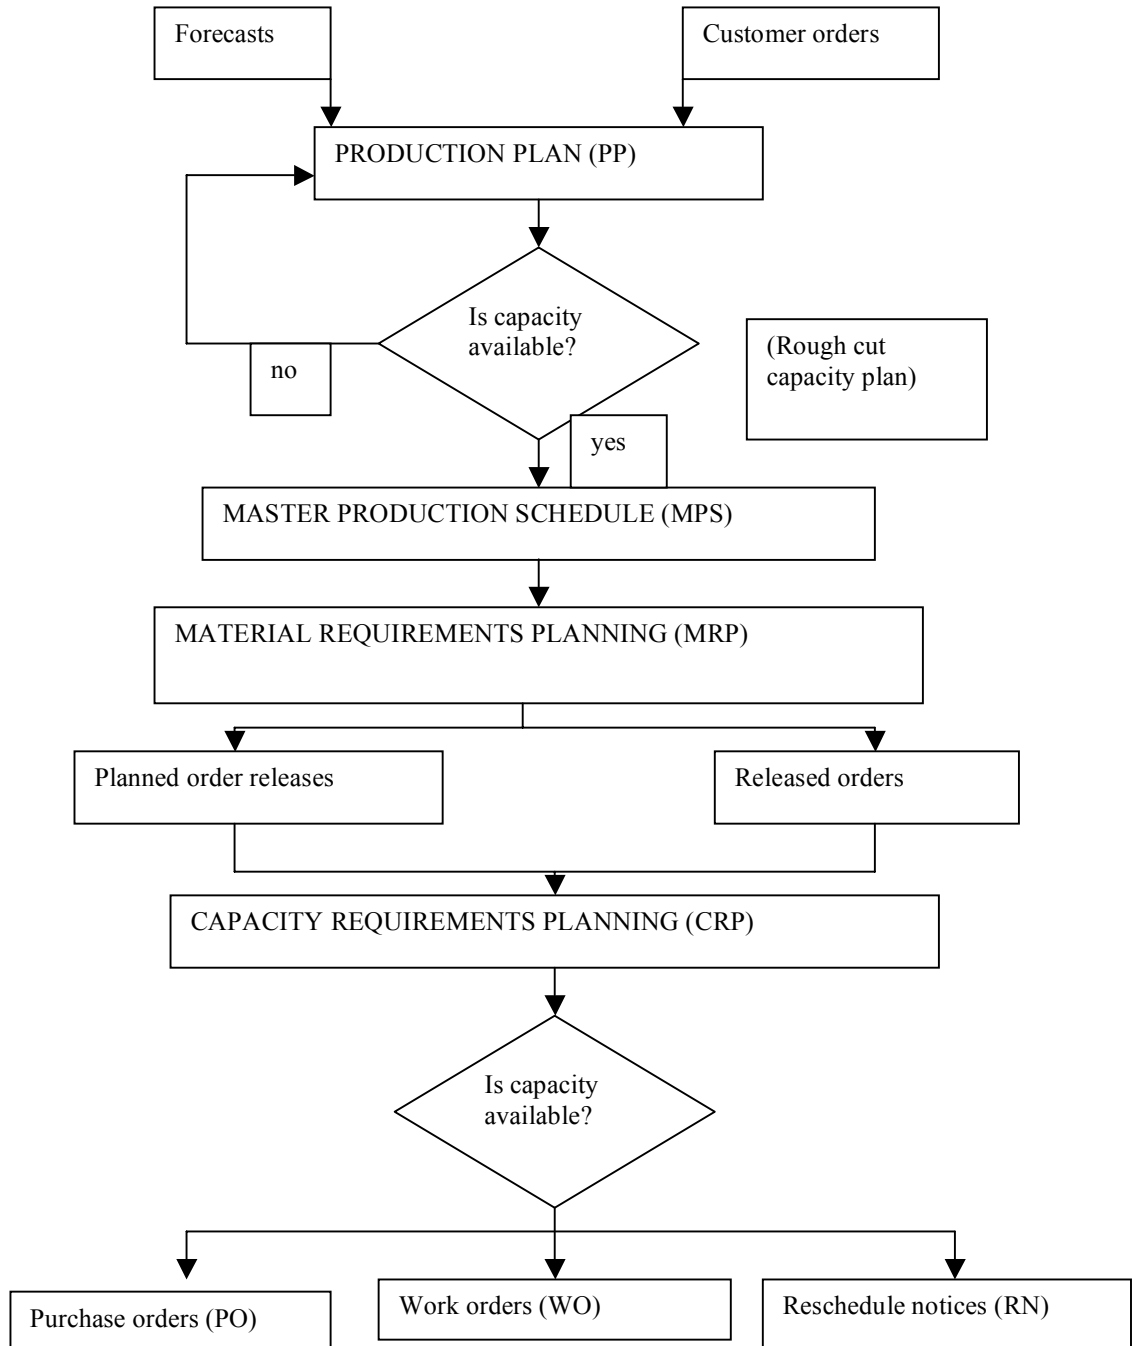 Forecasts
Customer orders
PRODUCTION PLAN (PP)
Is capacity
available?
(Rough cut
capacity plan)
no
yes
MASTER PRODUCTION SCHEDULE (MPS)
MATERIAL REQUIREMENTS PLANNING (MRP)
Planned order releases
Released orders
CAPACITY REQUIREMENTS PLANNING (CRP)
Is capacity
available?
Purchase orders (PO)
Work orders (WO)
Reschedule notices (RN)